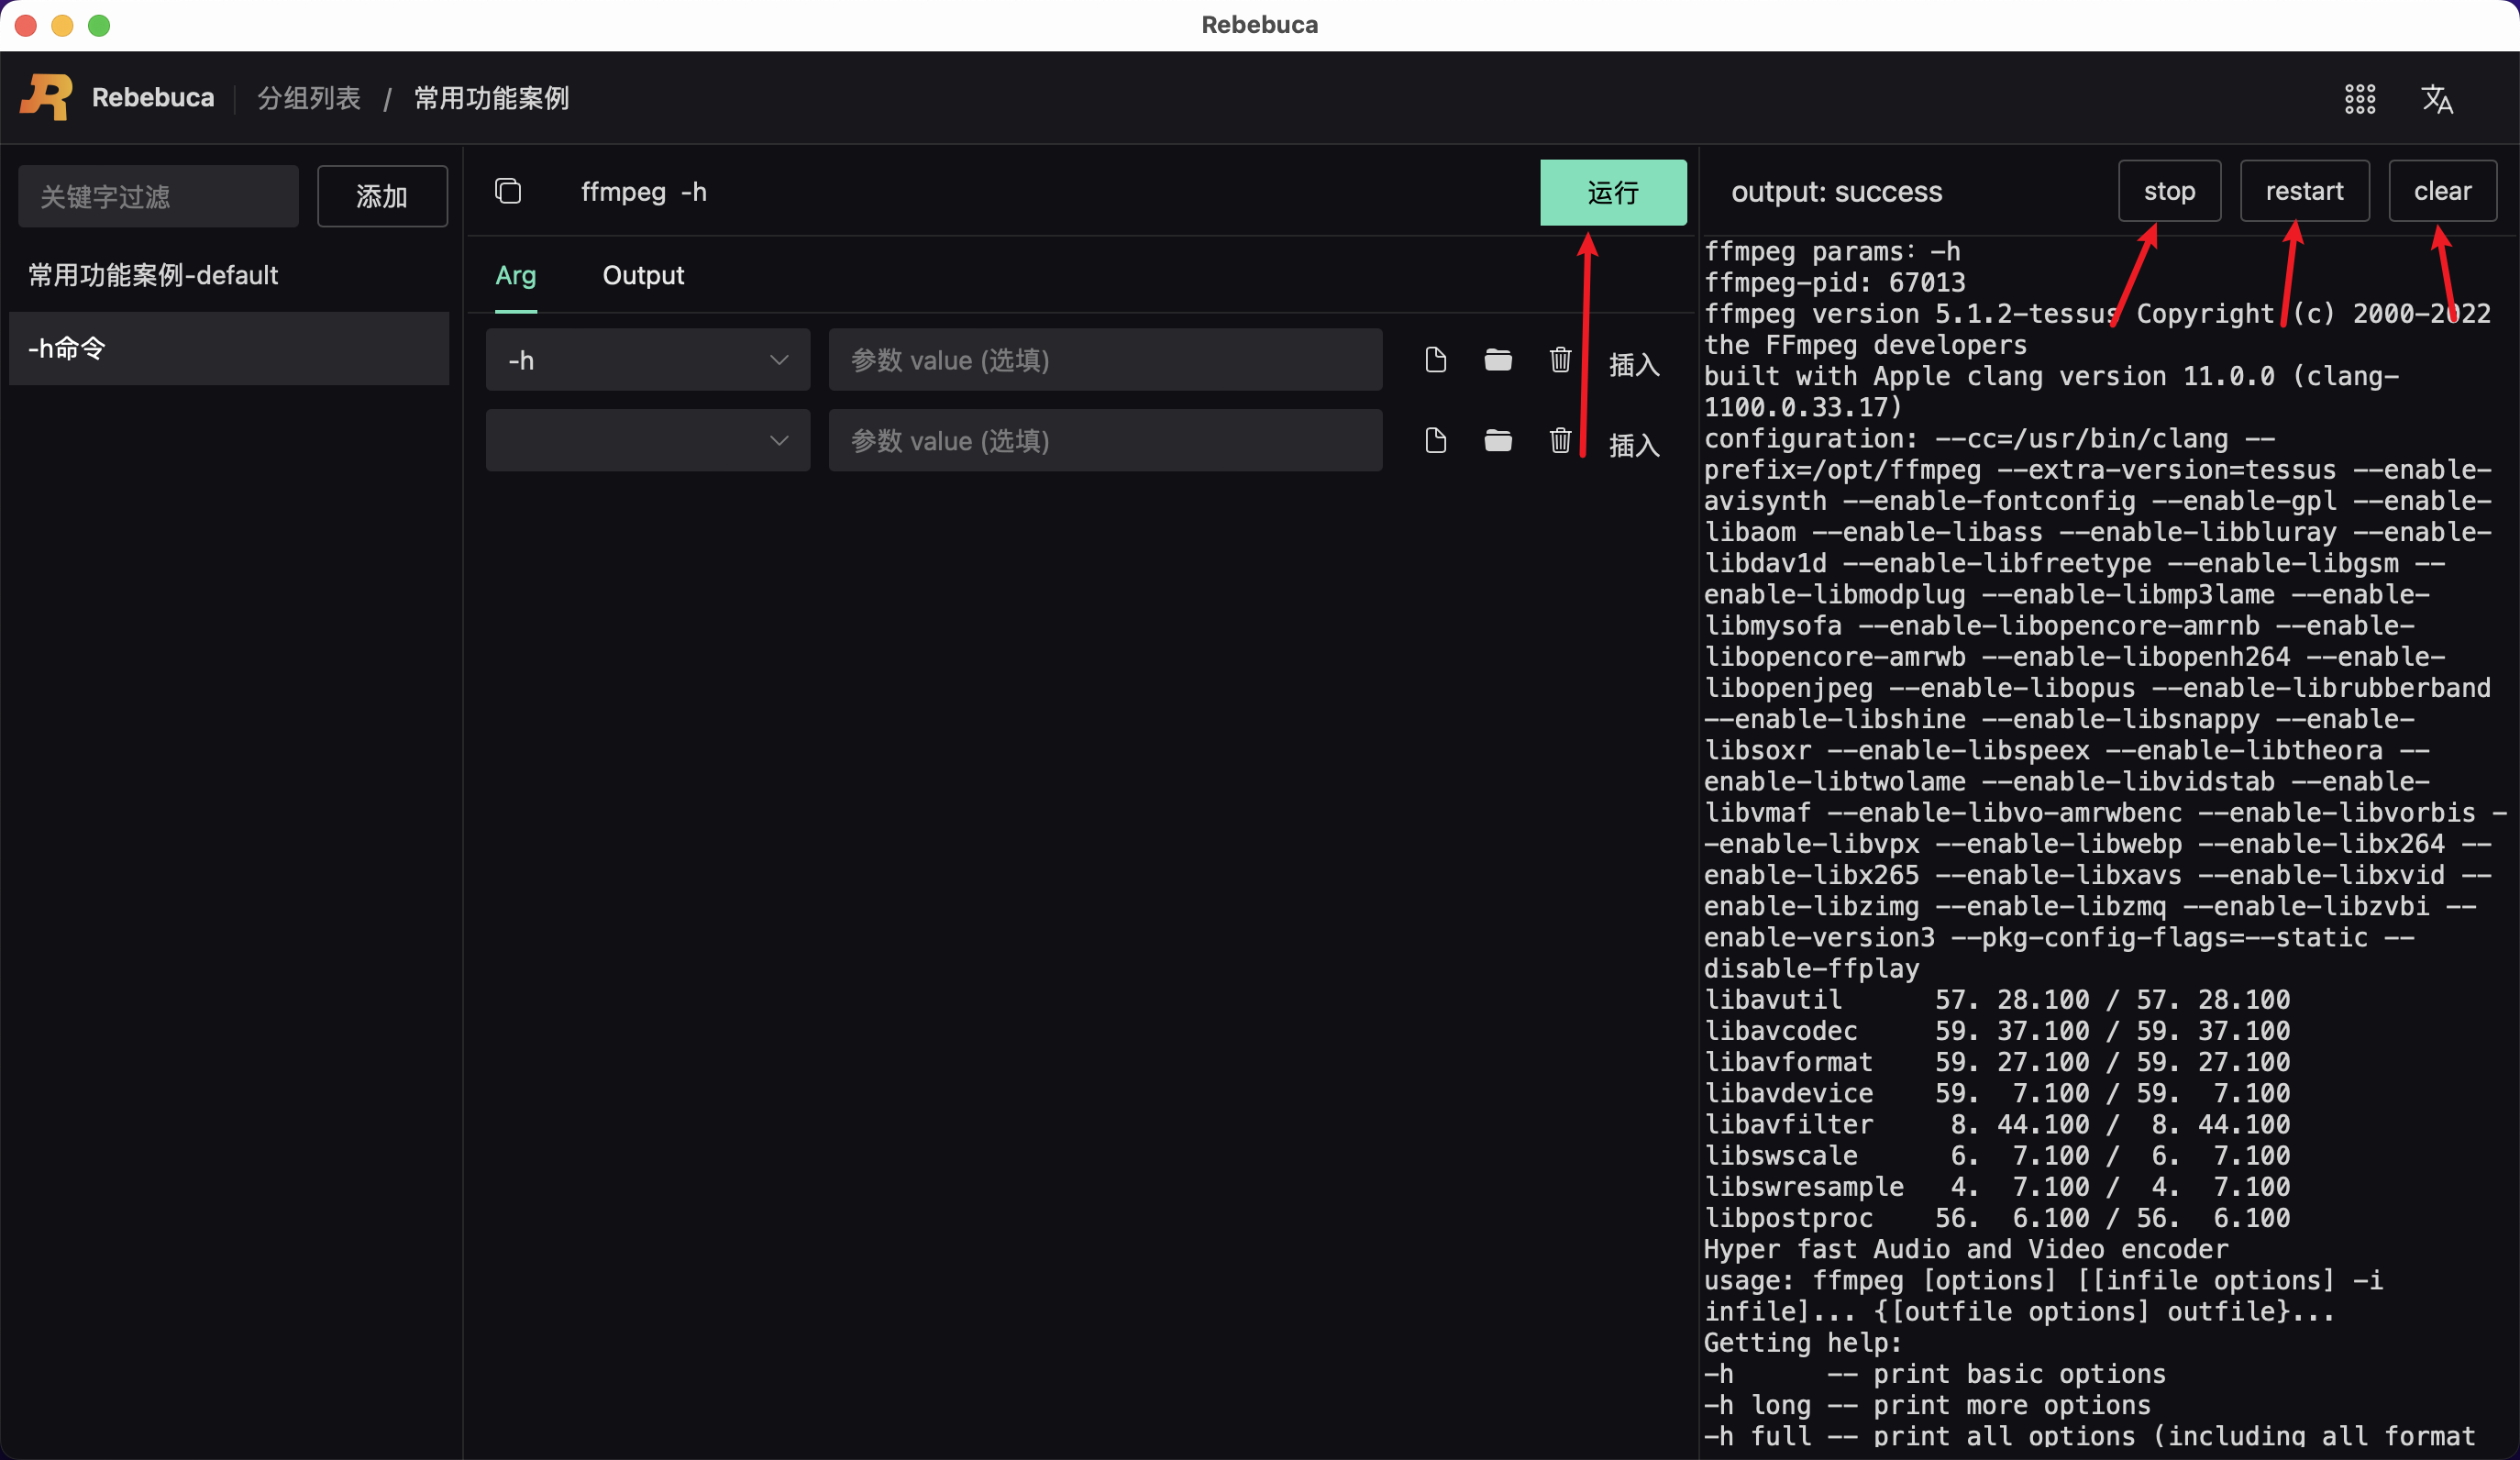 Rebebuca
Rebebuca 分组列表 / 常用功能案例
关键字过滤 添加
常用功能案例-default
-h命令
ffmpeg -h 运行
Arg Output
-h 参数 value (选填) 插入
参数 value (选填) 插入
output: success stop restart clear
ffmpeg params: -h
ffmpeg-pid: 67013
ffmpeg version 5.1.2-tessus Copyright (c) 2000-2022
the FFmpeg developers
built with Apple clang version 11.0.0 (clang-
1100.0.33.17)
configuration: --cc=/usr/bin/clang --
prefix=/opt/ffmpeg --extra-version=tessus --enable-
avisynth --enable-fontconfig --enable-gpl --enable-
libaom --enable-libass --enable-libbluray --enable-
libdav1d --enable-libfreetype --enable-libgsm --
enable-libmodplug --enable-libmp3lame --enable-
libmysofa --enable-libopencore-amrnb --enable-
libopencore-amrwb --enable-libopenh264 --enable-
libopenjpeg --enable-libopus --enable-librubberband
--enable-libshine --enable-libsnappy --enable-
libsoxr --enable-libspeex --enable-libtheora --
enable-libtwolame --enable-libvidstab --enable-
libvmaf --enable-libvo-amrwbenc --enable-libvorbis -
-enable-libvpx --enable-libwebp --enable-libx264 --
enable-libx265 --enable-libxavs --enable-libxvid --
enable-libzimg --enable-libzmq --enable-libzvbi --
enable-version3 --pkg-config-flags=--static --
disable-ffplay
libavutil 57. 28.100 / 57. 28.100
libavcodec 59. 37.100 / 59. 37.100
libavformat 59. 27.100 / 59. 27.100
libavdevice 59. 7.100 / 59. 7.100
libavfilter 8. 44.100 / 8. 44.100
libswscale 6. 7.100 / 6. 7.100
libswresample 4. 7.100 / 4. 7.100
libpostproc 56. 6.100 / 56. 6.100
Hyper fast Audio and Video encoder
usage: ffmpeg [options] [[infile options] -i
infile]... {[outfile options] outfile}...
Getting help:
-h -- print basic options
-h long -- print more options
-h full -- print all options (including all format